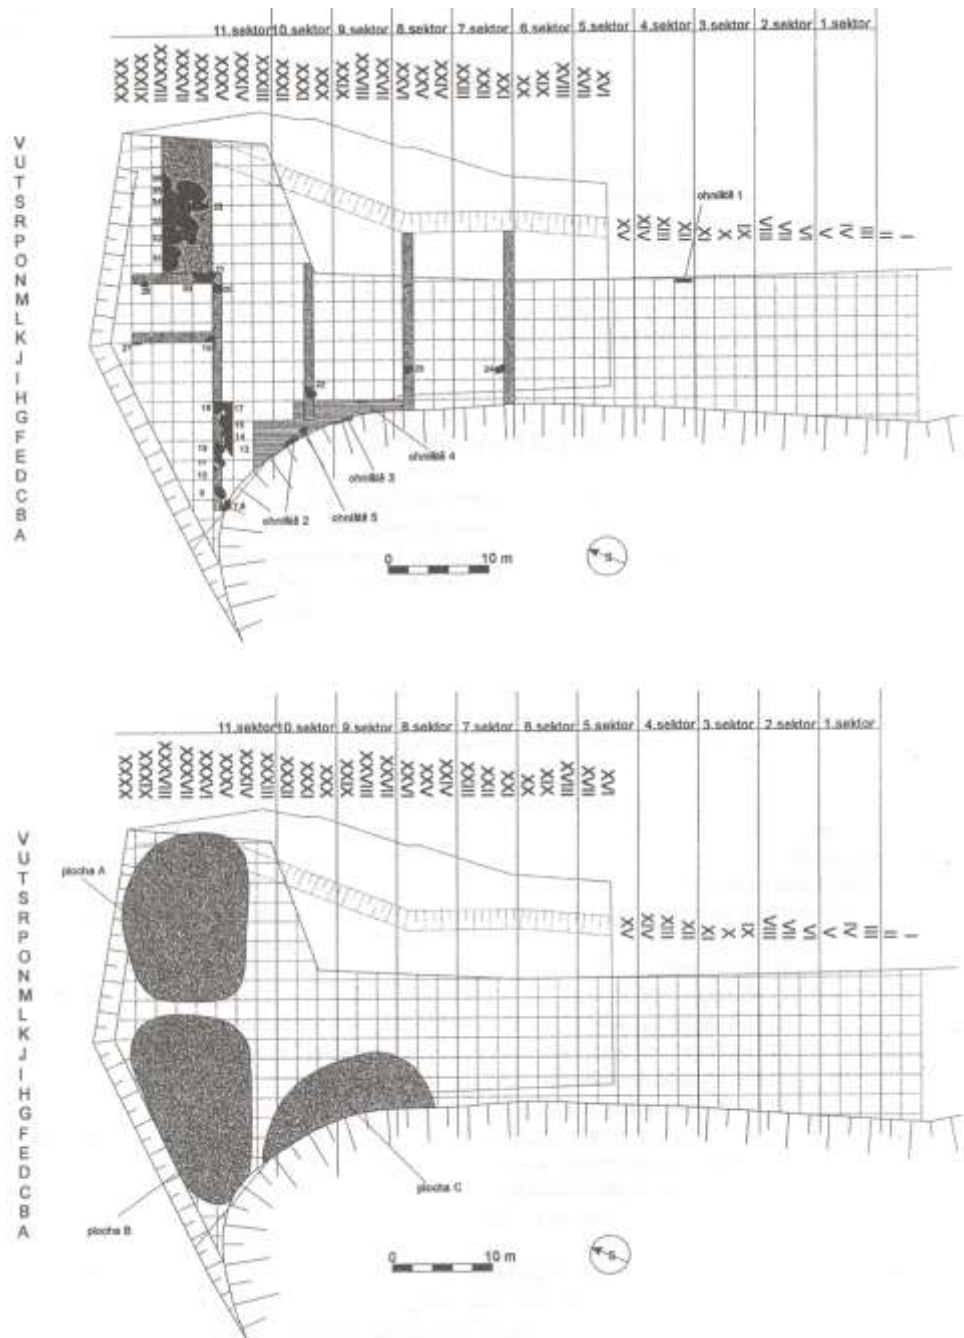 11.sektor 10.sektor 9.sektor 8.sektor 7.sektor 6.sektor 5.sektor 4.sektor 3.sektor 2.sektor 1.sektor
XXXX XXXIX XXXVIII XXXVII XXXVI XXXV XXXIV XXXIII XXXII XXXI XXX XXIX XXVIII XXVII XXVI XXV XXIV XXIII XXII XXI XX XIX XVIII XVII XVI
V
U
T
S
R
P
O
N
M
L
K
J
I
H
G
F
E
D
C
B
A
ohniště 1
XV XIV XIII XII XI X IX VIII VII VI V IV III II I
22
24
18 17
ohniště 4
ohniště 3
ohniště 2
ohniště 5
0 10 m
S
11.sektor 10.sektor 9.sektor 8.sektor 7.sektor 6.sektor 5.sektor 4.sektor 3.sektor 2.sektor 1.sektor
XXXX XXXIX XXXVIII XXXVII XXXVI XXXV XXXIV XXXIII XXXII XXXI XXX XXIX XXVIII XXVII XXVI XXV XXIV XXIII XXII XXI XX XIX XVIII XVII XVI
V
U
T
S
R
P
O
N
M
L
K
J
I
H
G
F
E
D
C
B
A
plocha A
XV XIV XIII XII XI X IX VIII VII VI V IV III II I
plocha C
plocha B
0 10 m
S